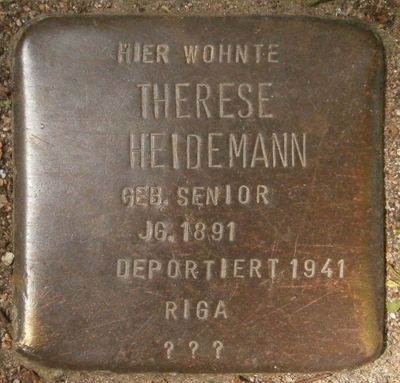 HIER WOHNTE
THERESE
HEIDEMANN
GEB. SENIOR
JG. 1891
DEPORTIERT 1941
RIGA
? ? ?